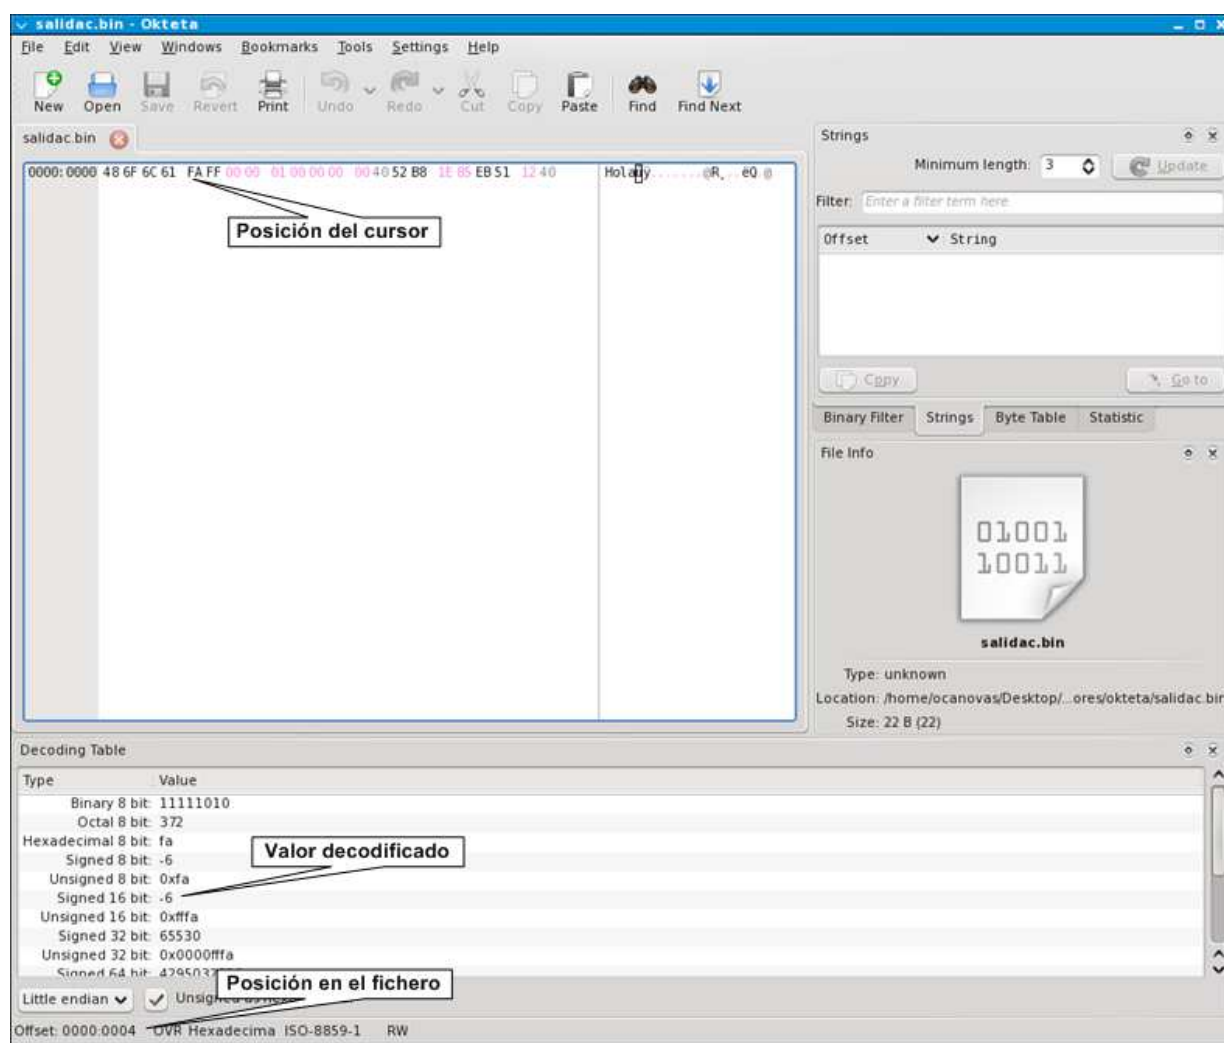 salidac.bin - Okteta
File Edit View Windows Bookmarks Tools Settings Help
New Open Save Revert Print Undo Redo Cut Copy Paste Find Find Next
salidac.bin
0000:0000 48 6F 6C 61 FA FF 00 00 01 00 00 00 00 40 52 B8 1E 85 EB 51 12 40
Posición del cursor
Strings
Minimum length: 3 Update
Filter: Enter a filter term here.
Offset String
Copy Go to
Binary Filter Strings Byte Table Statistic
File Info
01001
10011
salidac.bin
Type: unknown
Location: /home/ocanovas/Desktop/...ores/okteta/salidac.bin
Size: 22 B (22)
Decoding Table
Type Value
Binary 8 bit: 11111010
Octal 8 bit: 372
Hexadecimal 8 bit: fa
Signed 8 bit: -6
Valor decodificado
Unsigned 8 bit: 0xfa
Signed 16 bit: -6
Unsigned 16 bit: 0xfffa
Signed 32 bit: 65530
Unsigned 32 bit: 0x0000fffa
Signed 64 bit:
Posición en el fichero
Little endian
Offset: 0000:0004 OVR Hexadecima ISO-8859-1 RW